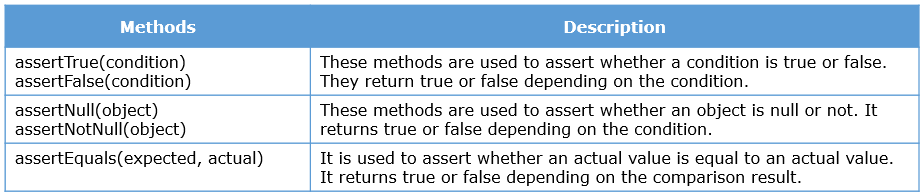 Methods
Description
assertTrue(condition)
assertFalse(condition)
These methods are used to assert whether a condition is true or false.
They return true or false depending on the condition.
assertNull(object)
assertNotNull(object)
These methods are used to assert whether an object is null or not. It
returns true or false depending on the condition.
assertEquals(expected, actual)
It is used to assert whether an actual value is equal to an actual value.
It returns true or false depending on the comparison result.